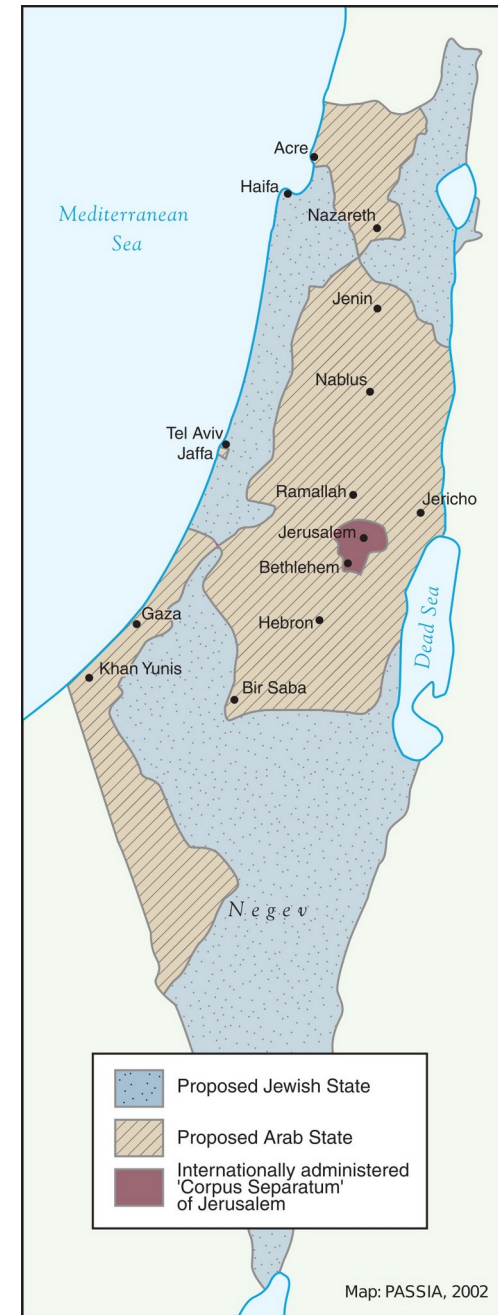 Acre
Haifa
Mediterranean
Sea
Nazareth
Jenin
Nablus
Tel Aviv
Jaffa
Ramallah
Jericho
Jerusalem
Bethlehem
Dead Sea
Gaza
Hebron
Khan Yunis
Bir Saba
Negev
Proposed Jewish State
Proposed Arab State
Internationally administered
'Corpus Separatum'
of Jerusalem
Map: PASSIA, 2002